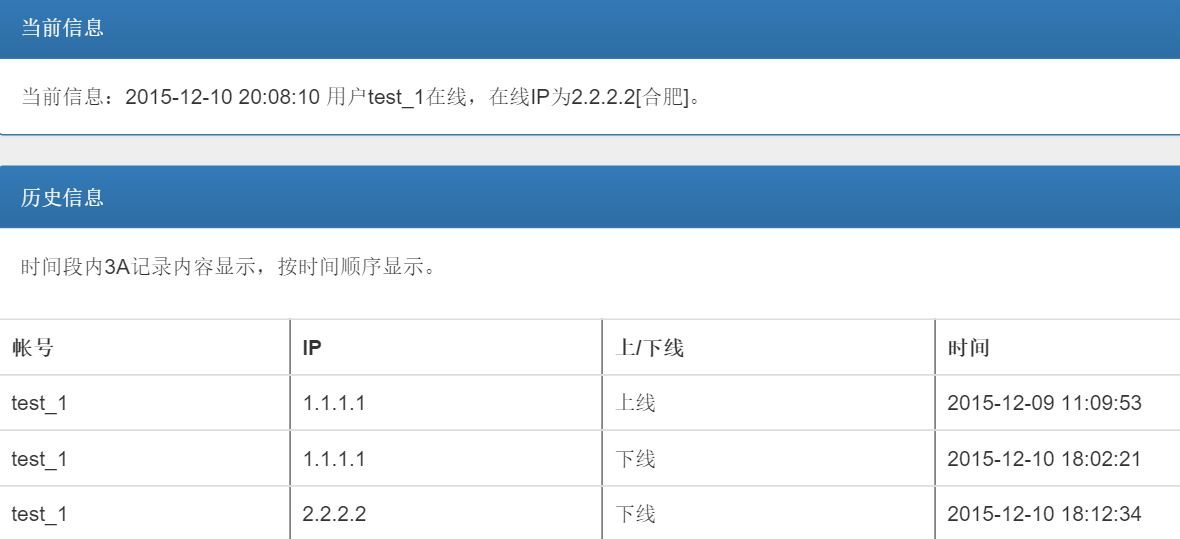 当前信息
当前信息：2015-12-10 20:08:10 用户test_1在线，在线IP为2.2.2.2[合肥]。
历史信息
时间段内3A记录内容显示，按时间顺序显示。
帐号 IP 上/下线 时间
test_1 1.1.1.1 上线 2015-12-09 11:09:53
test_1 1.1.1.1 下线 2015-12-10 18:02:21
test_1 2.2.2.2 下线 2015-12-10 18:12:34